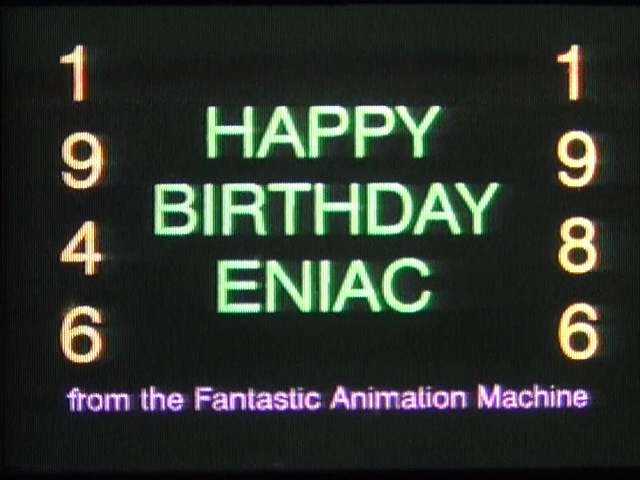 1946
HAPPY
BIRTHDAY
ENIAC
1986
from the Fantastic Animation Machine